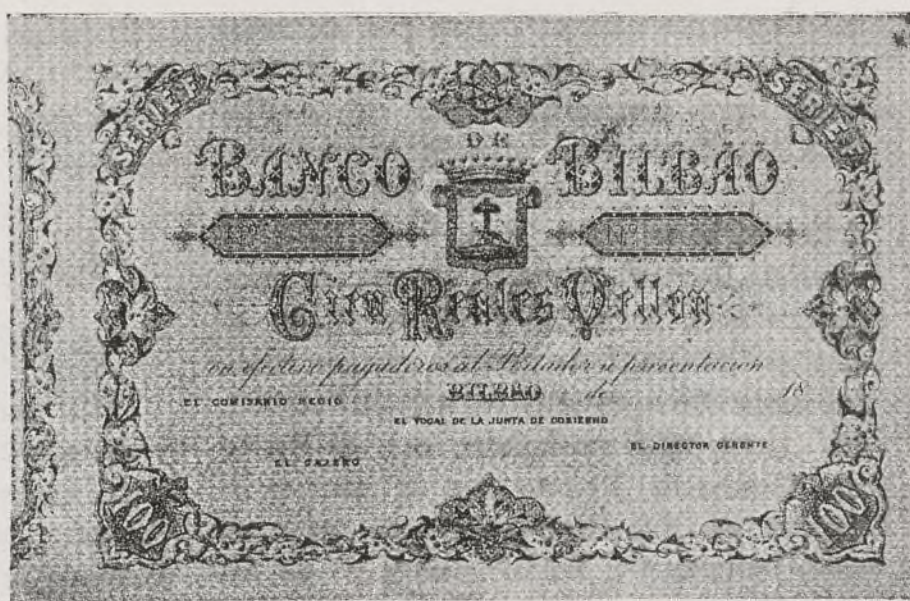 SERIE SERIE
DE
BANCO BILBAO
Nº Nº
Cien Reales Vellon
en efectivo pagaderos al Portador á presentacion
BILBAO de 18
EL COMISARIO REGIO
EL VOCAL DE LA JUNTA DE GOBIERNO
EL DIRECTOR GERENTE
EL CAJERO
100 100